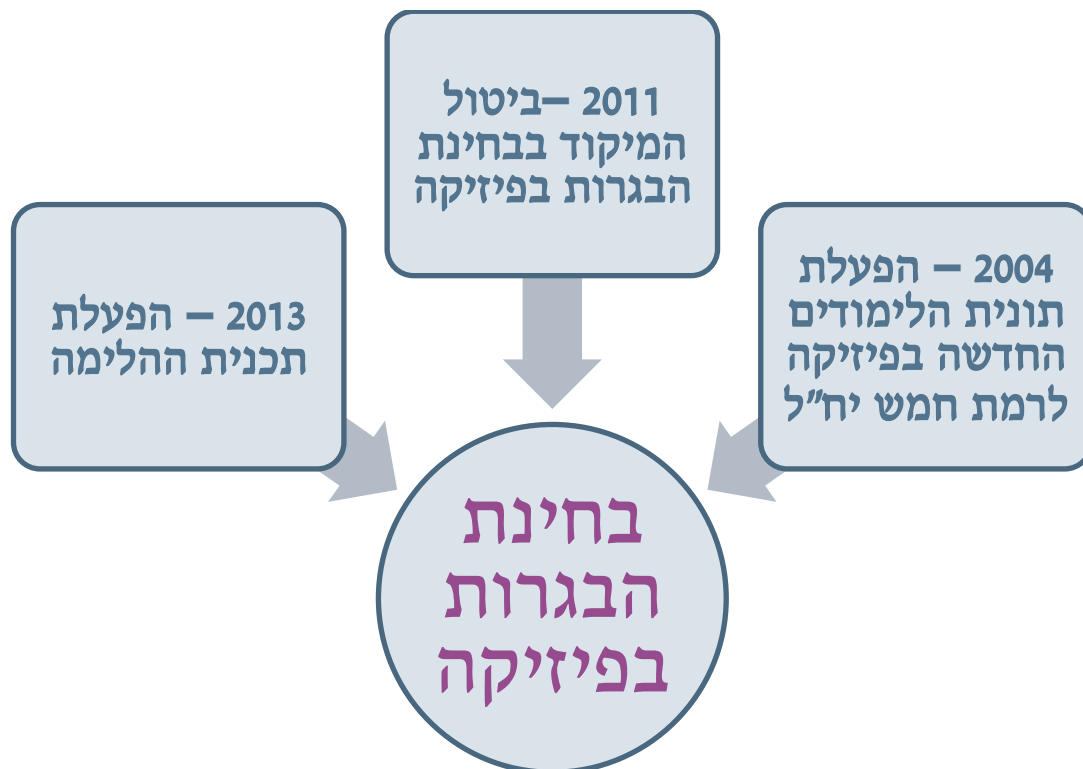 2004 – הפעלת
תונית הלימודים
החדשה בפיזיקה
לרמת חמש יח"ל
2011 –ביטול
המיקוד בבחינת
הבגרות בפיזיקה
2013 – הפעלת
תכנית ההלימה
בחינת
הבגרות
בפיזיקה